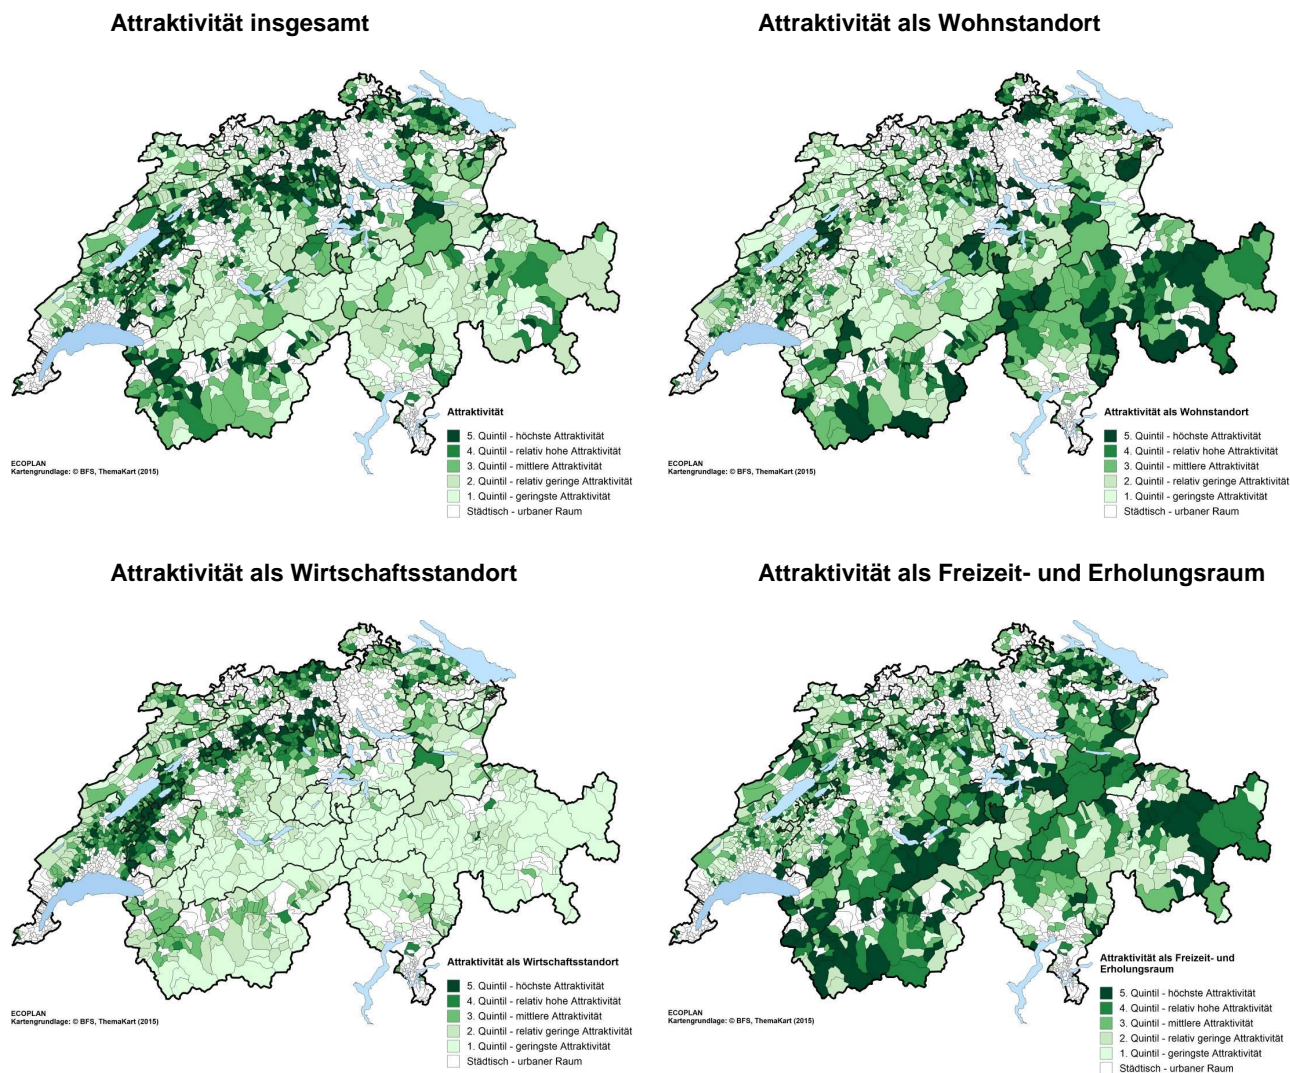 Attraktivität insgesamt
Attraktivität
5. Quintil - höchste Attraktivität
4. Quintil - relativ hohe Attraktivität
3. Quintil - mittlere Attraktivität
2. Quintil - relativ geringe Attraktivität
1. Quintil - geringste Attraktivität
Städtisch - urbaner Raum
ECOPLAN
Kartengrundlage: © BFS, ThemaKart (2015)
Attraktivität als Wohnstandort
Attraktivität als Wohnstandort
5. Quintil - höchste Attraktivität
4. Quintil - relativ hohe Attraktivität
3. Quintil - mittlere Attraktivität
2. Quintil - relativ geringe Attraktivität
1. Quintil - geringste Attraktivität
Städtisch - urbaner Raum
ECOPLAN
Kartengrundlage: © BFS, ThemaKart (2015)
Attraktivität als Wirtschaftsstandort
Attraktivität als Wirtschaftsstandort
5. Quintil - höchste Attraktivität
4. Quintil - relativ hohe Attraktivität
3. Quintil - mittlere Attraktivität
2. Quintil - relativ geringe Attraktivität
1. Quintil - geringste Attraktivität
Städtisch - urbaner Raum
ECOPLAN
Kartengrundlage: © BFS, ThemaKart (2015)
Attraktivität als Freizeit- und Erholungsraum
Attraktivität als Freizeit- und
Erholungsraum
5. Quintil - höchste Attraktivität
4. Quintil - relativ hohe Attraktivität
3. Quintil - mittlere Attraktivität
2. Quintil - relativ geringe Attraktivität
1. Quintil - geringste Attraktivität
Städtisch - urbaner Raum
ECOPLAN
Kartengrundlage: © BFS, ThemaKart (2015)